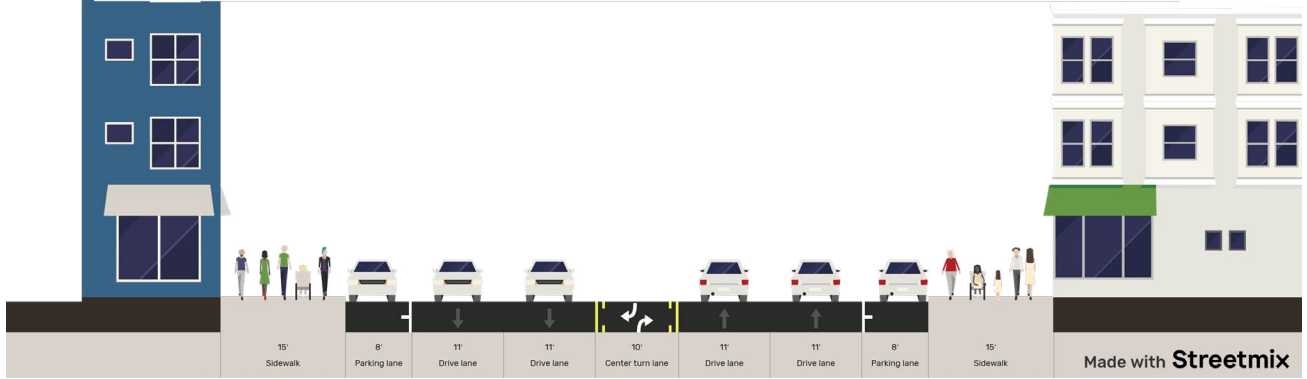 15'
Sidewalk
8'
Parking lane
11'
Drive lane
11'
Drive lane
10'
Center turn lane
11'
Drive lane
11'
Drive lane
8'
Parking lane
15'
Sidewalk
Made with Streetmix